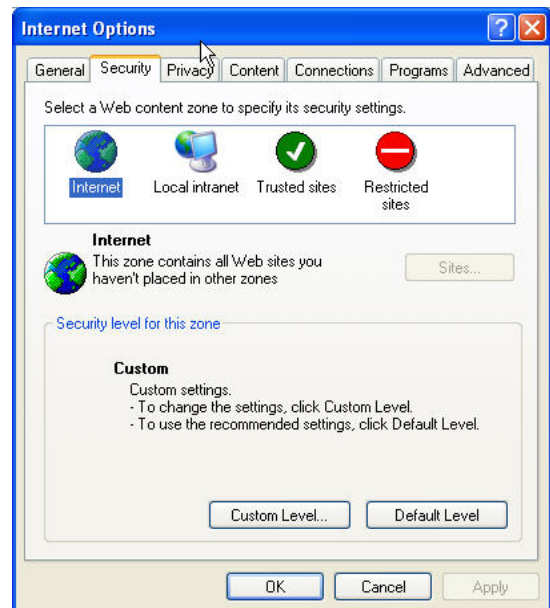 Internet Options
General Security Privacy Content Connections Programs Advanced
Select a Web content zone to specify its security settings.
Internet Local intranet Trusted sites Restricted
sites
Internet
This zone contains all Web sites you
haven't placed in other zones
Sites...
Security level for this zone
Custom
Custom settings.
- To change the settings, click Custom Level.
- To use the recommended settings, click Default Level.
Custom Level... Default Level
OK Cancel Apply